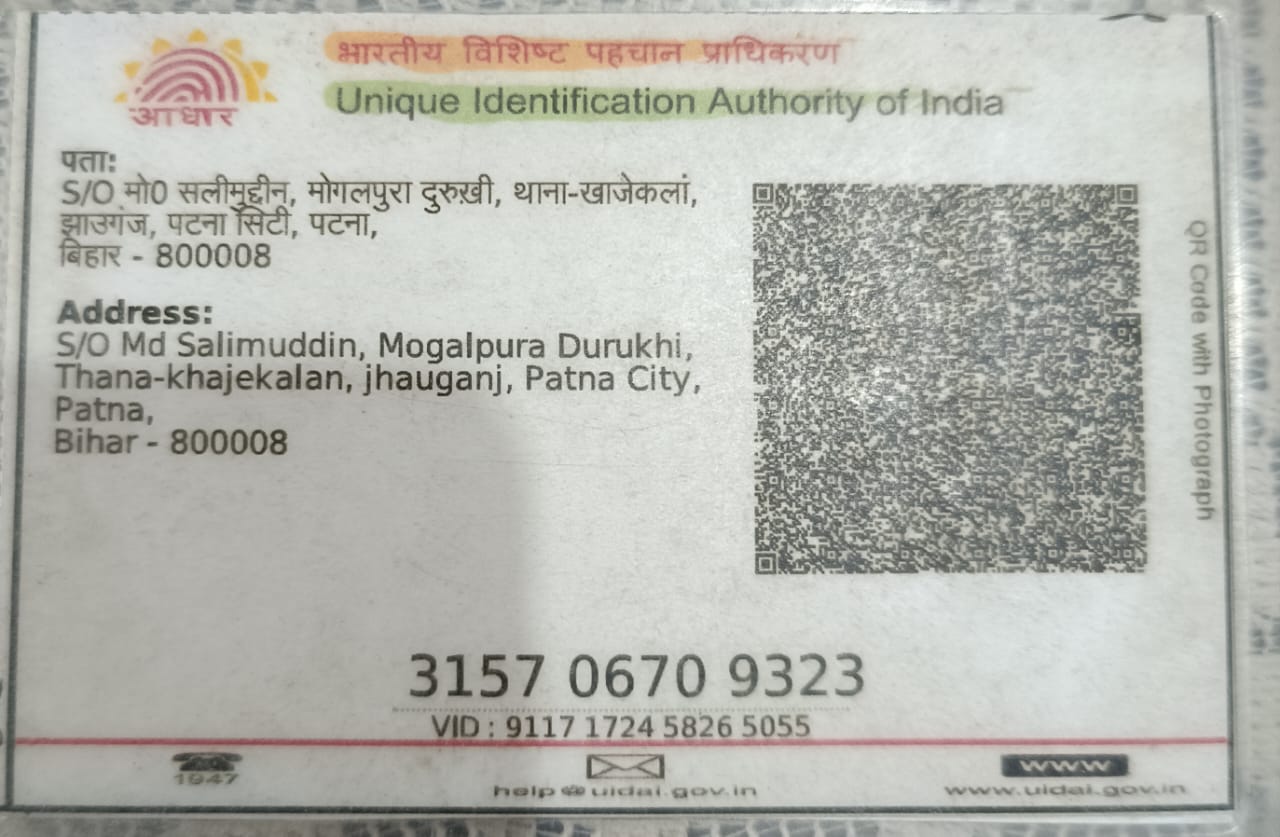 भारतीय विशिष्ट पहचान प्राधिकरण
Unique Identification Authority of India
आधार
पता:
S/O मो0 सलीमुद्दीन, मोगलपुरा दुरुखी, थाना-खाजेकलां,
झाउगंज, पटना सिटी, पटना,
बिहार - 800008
Address:
S/O Md Salimuddin, Mogalpura Durukhi,
Thana-khajekalan, jhauganj, Patna City,
Patna,
Bihar - 800008
QR Code with Photograph
3157 0670 9323
VID : 9117 1724 5826 5055
1947
help@uidai.gov.in
www
www.uidai.gov.in